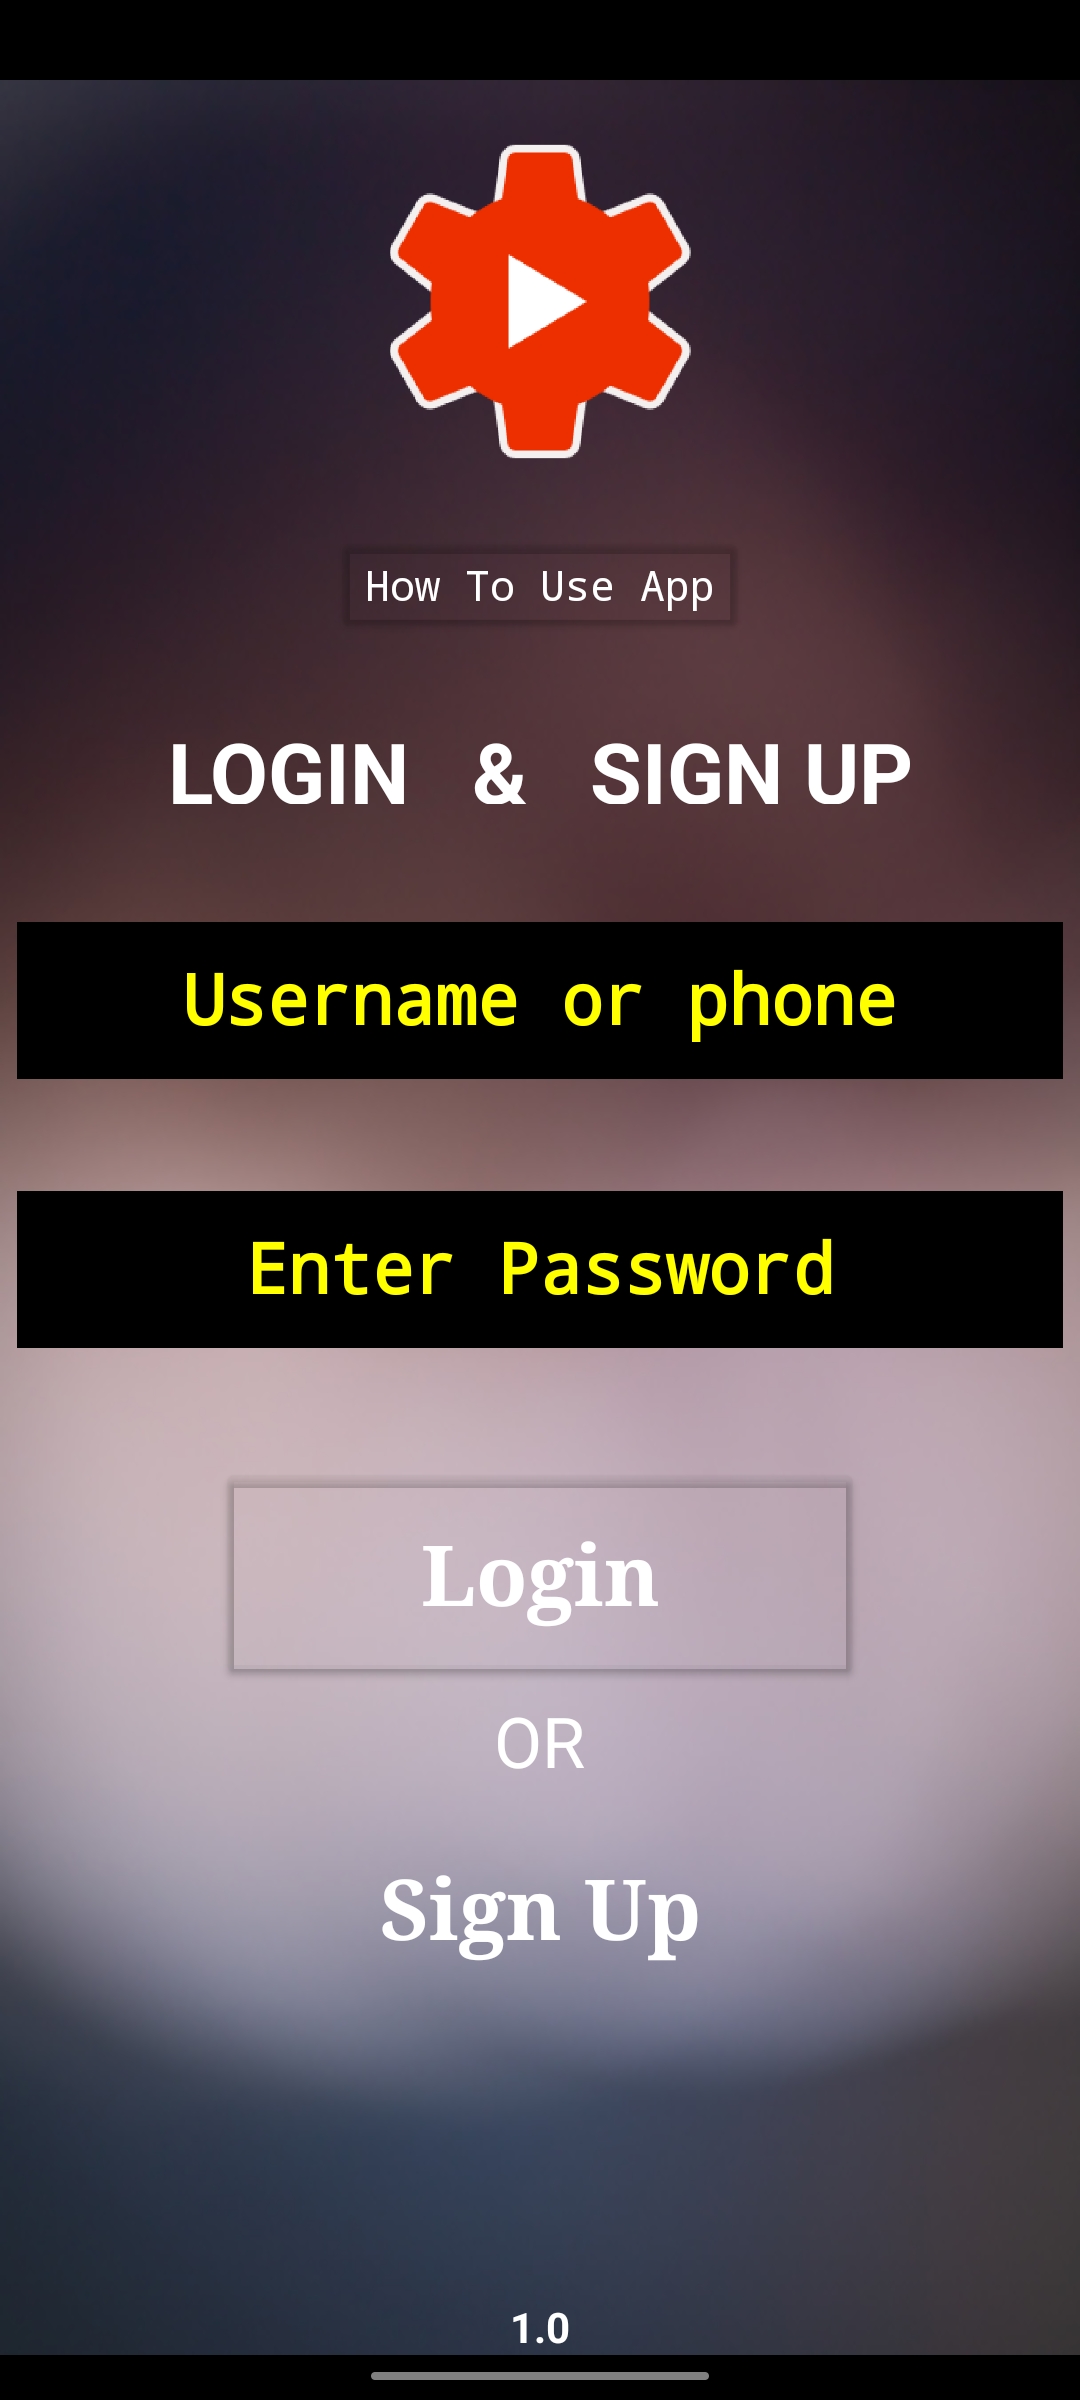 How To Use App
LOGIN & SIGN UP
Username or phone
Enter Password
Login
OR
Sign Up
1.0